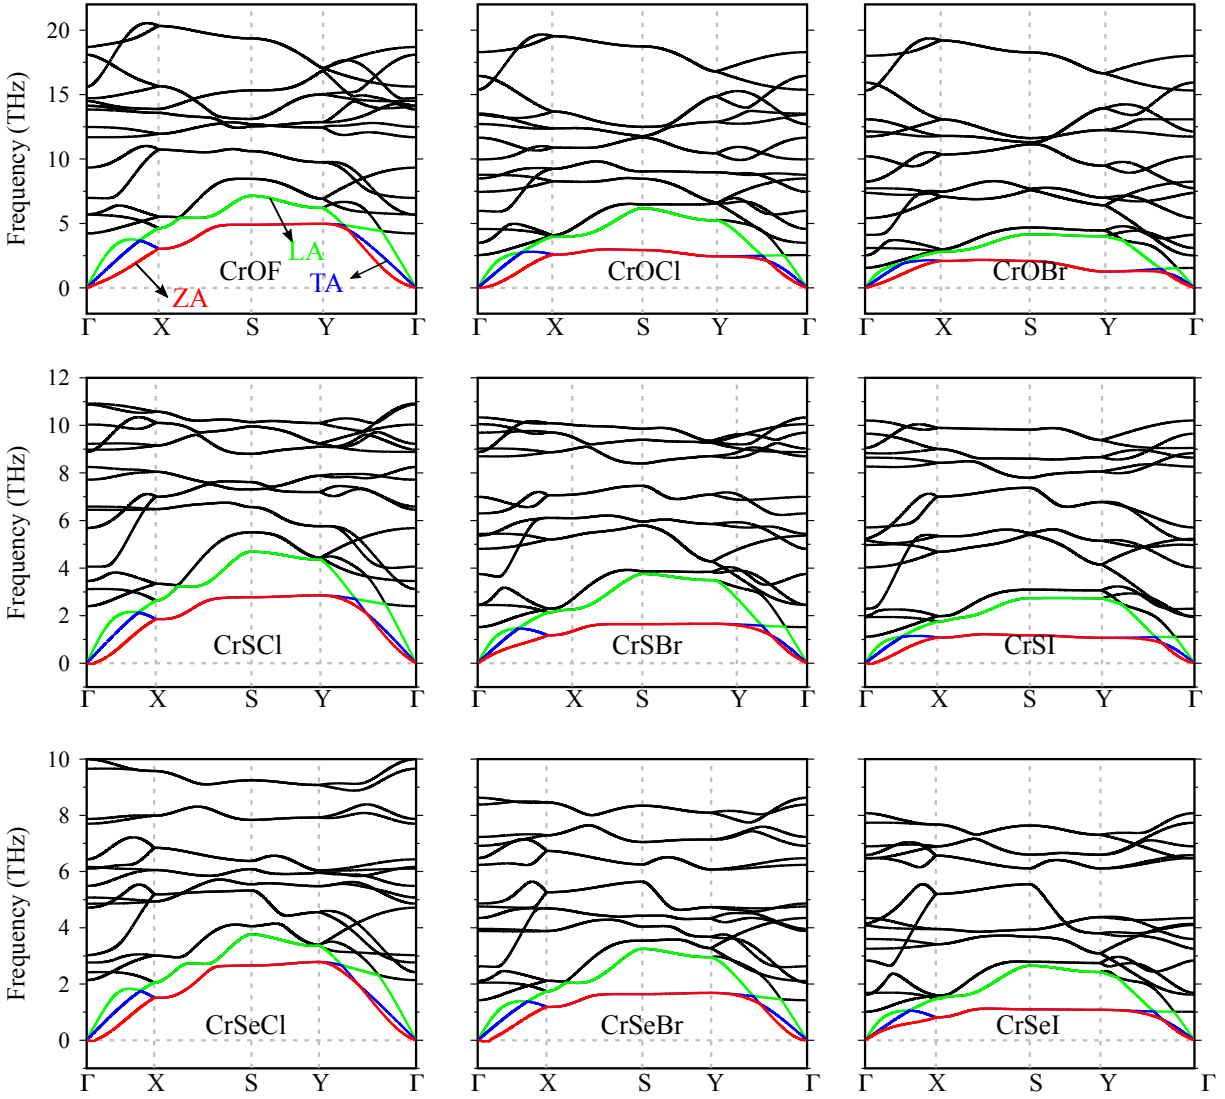 Frequency (THz)
20
15
10
5
0
LA
CrOF
TA
ZA
CrOCl
CrOBr
Γ X S Y Γ
Γ X S Y Γ
Γ X S Y Γ
Frequency (THz)
12
10
8
6
4
2
0
CrSCl
CrSBr
CrSI
Γ X S Y Γ
Γ X S Y Γ
Γ X S Y Γ
Frequency (THz)
10
8
6
4
2
0
CrSeCl
CrSeBr
CrSeI
Γ X S Y Γ
Γ X S Y Γ
Γ X S Y Γ